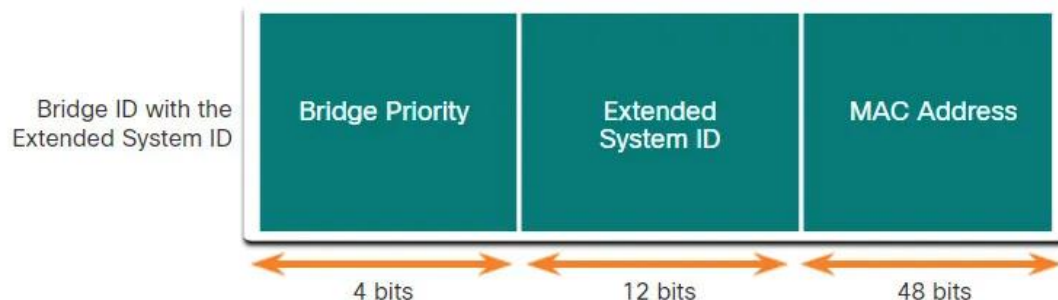 Bridge ID with the
Extended System ID
Bridge Priority
Extended
System ID
MAC Address
4 bits
12 bits
48 bits